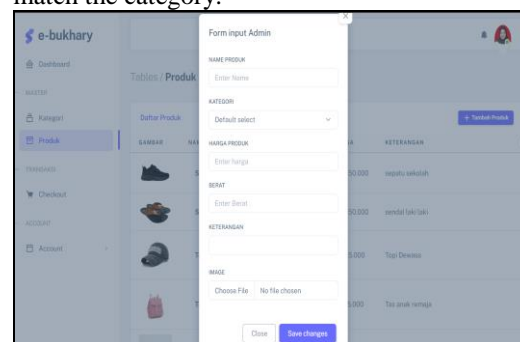 match the category.
e-bukhary
Form input Admin
Dashboard
NAME PRODUK
Enter Nama
Tables / Produk
MASTER
KATEGORI
Kategori
Default select
Daftar Produk
+ Tambah Produk
Produk
HARGA PRODUK
GAMBAR
KETERANGAN
Enter harga
TRANSAKSI
BERAT
50.000
sepatu sekolah
Checkout
Enter Berat
50.000
sendal laki laki
ACCOUNT
KETERANGAN
Account
5.000
Topi Dewasa
IMAGE
Choose File No file chosen
5.000
Tas anak remaja
Close
Save changes